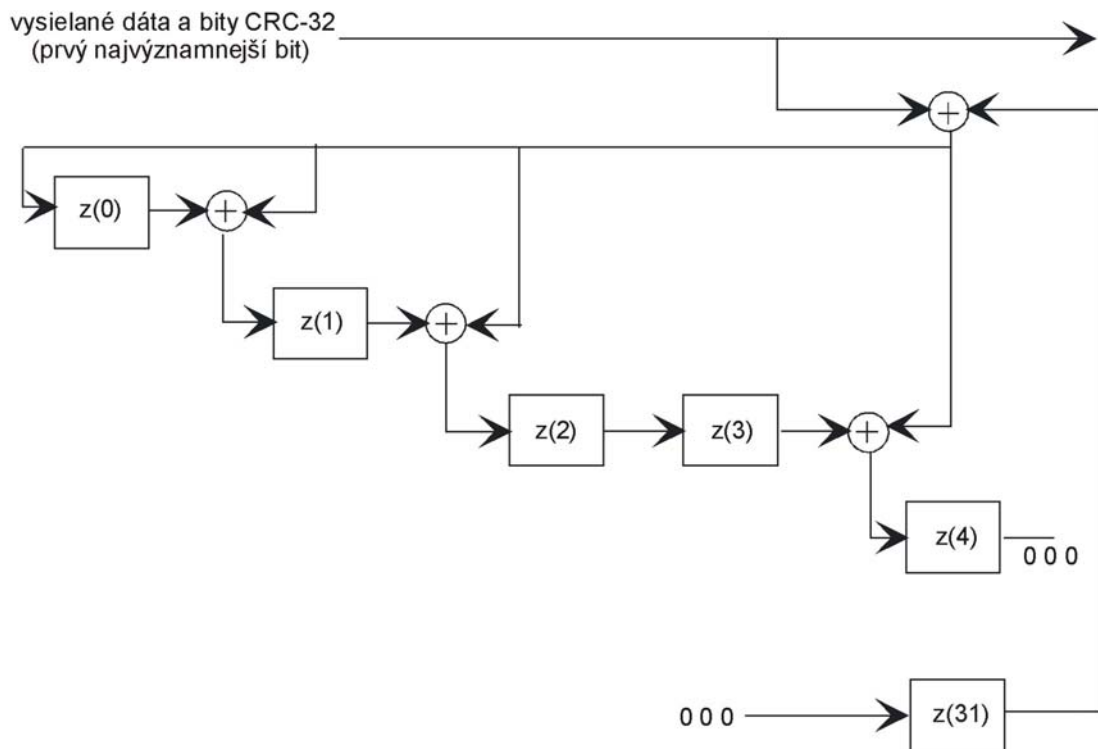 vysielané dáta a bity CRC-32
(prvý najvýznamnejší bit)
+
z(0)
+
z(1)
+
z(2)
z(3)
+
z(4)
0 0 0
0 0 0
z(31)